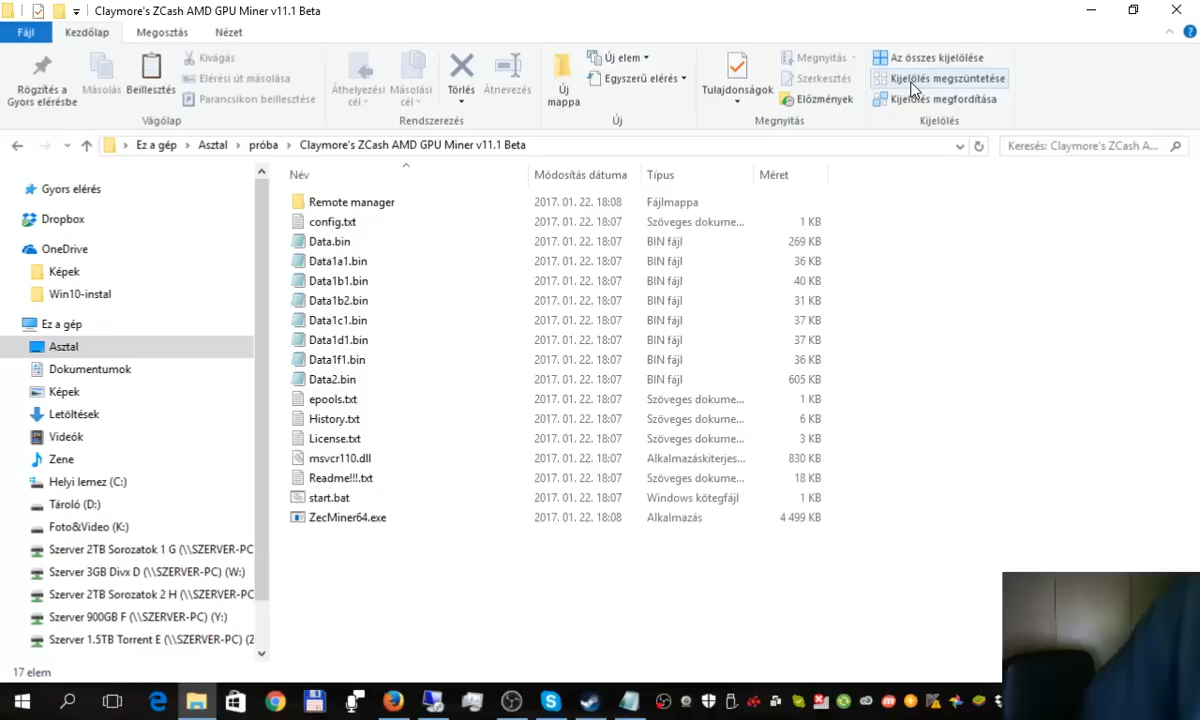 Claymore's ZCash AMD GPU Miner v11.1 Beta
Fájl Kezdőlap Megosztás Nézet
Rögzítés a Gyors elérésbe
Másolás
Beillesztés
Kivágás
Elérési út másolása
Parancsikon beillesztése
Vágólap
Áthelyezési cél
Másolási cél
Törlés
Átnevezés
Rendszerezés
Új mappa
Új elem
Egyszerű elérés
Új
Tulajdonságok
Megnyitás
Szerkesztés
Előzmények
Megnyitás
Az összes kijelölése
Kijelölés megszüntetése
Kijelölés megfordítása
Kijelölés
Ez a gép Asztal próba Claymore's ZCash AMD GPU Miner v11.1 Beta
Keresés: Claymore's ZCash A...
Gyors elérés
Dropbox
OneDrive
Képek
Win10-instal
Ez a gép
Asztal
Dokumentumok
Képek
Letöltések
Videók
Zene
Helyi lemez (C:)
Tároló (D:)
Foto&Video (K:)
Szerver 2TB Sorozatok 1 G (\\SZERVER-PC
Szerver 3GB Divx D (\\SZERVER-PC) (W:)
Szerver 2TB Sorozatok 2 H (\\SZERVER-PC
Szerver 900GB F (\\SZERVER-PC) (Y:)
Szerver 1.5TB Torrent E (\\SZERVER-PC) (Z
Név Módosítás dátuma Típus Méret
Remote manager 2017. 01. 22. 18:08 Fájlmappa
config.txt 2017. 01. 22. 18:07 Szöveges dokume... 1 KB
Data.bin 2017. 01. 22. 18:07 BIN fájl 269 KB
Data1a1.bin 2017. 01. 22. 18:07 BIN fájl 36 KB
Data1b1.bin 2017. 01. 22. 18:07 BIN fájl 40 KB
Data1b2.bin 2017. 01. 22. 18:07 BIN fájl 31 KB
Data1c1.bin 2017. 01. 22. 18:07 BIN fájl 37 KB
Data1d1.bin 2017. 01. 22. 18:07 BIN fájl 37 KB
Data1f1.bin 2017. 01. 22. 18:07 BIN fájl 36 KB
Data2.bin 2017. 01. 22. 18:07 BIN fájl 605 KB
epools.txt 2017. 01. 22. 18:07 Szöveges dokume... 1 KB
History.txt 2017. 01. 22. 18:07 Szöveges dokume... 6 KB
License.txt 2017. 01. 22. 18:07 Szöveges dokume... 3 KB
msvcr110.dll 2017. 01. 22. 18:07 Alkalmazáskiterjes... 830 KB
Readme!!!.txt 2017. 01. 22. 18:07 Szöveges dokume... 18 KB
start.bat 2017. 01. 22. 18:07 Windows kötegfájl 1 KB
ZecMiner64.exe 2017. 01. 22. 18:08 Alkalmazás 4 499 KB
17 elem